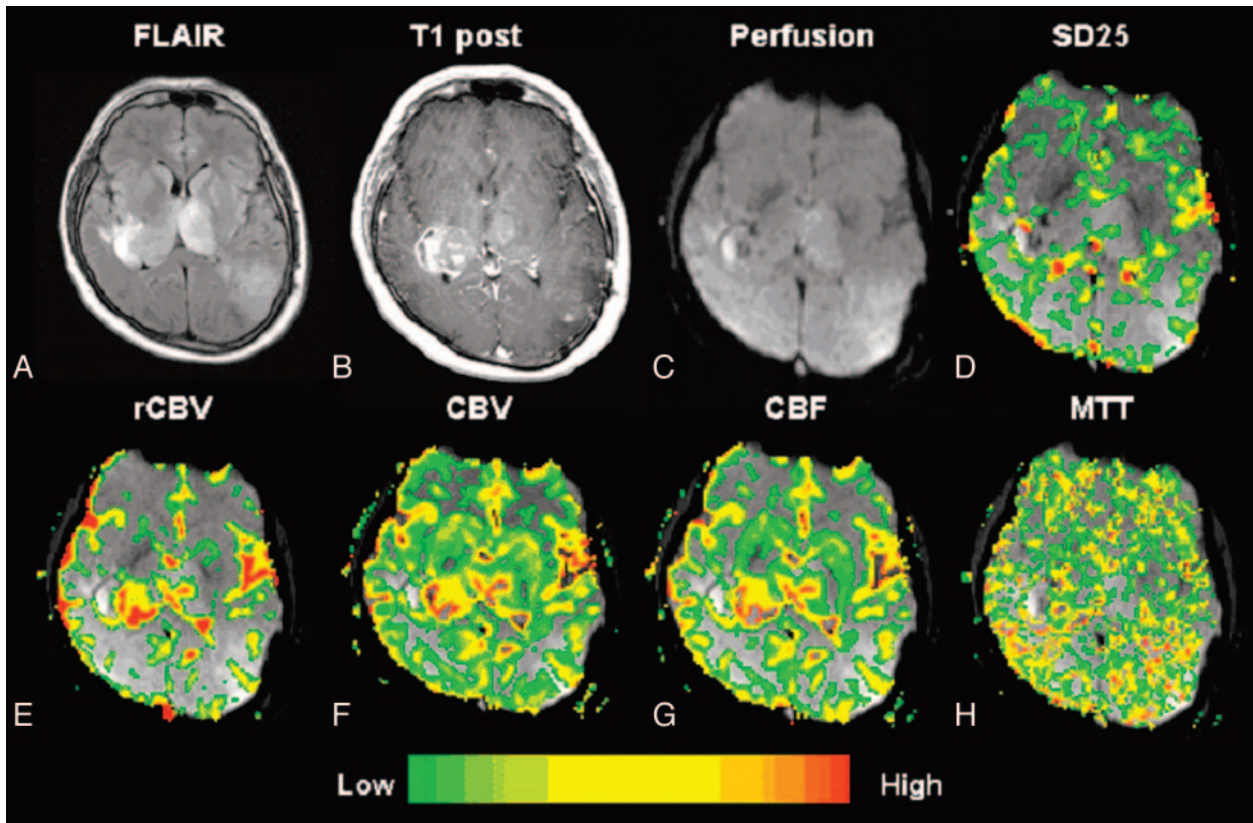 FLAIR T1 post Perfusion SD25
A B C D
rCBV CBV CBF MTT
E F G H
Low High